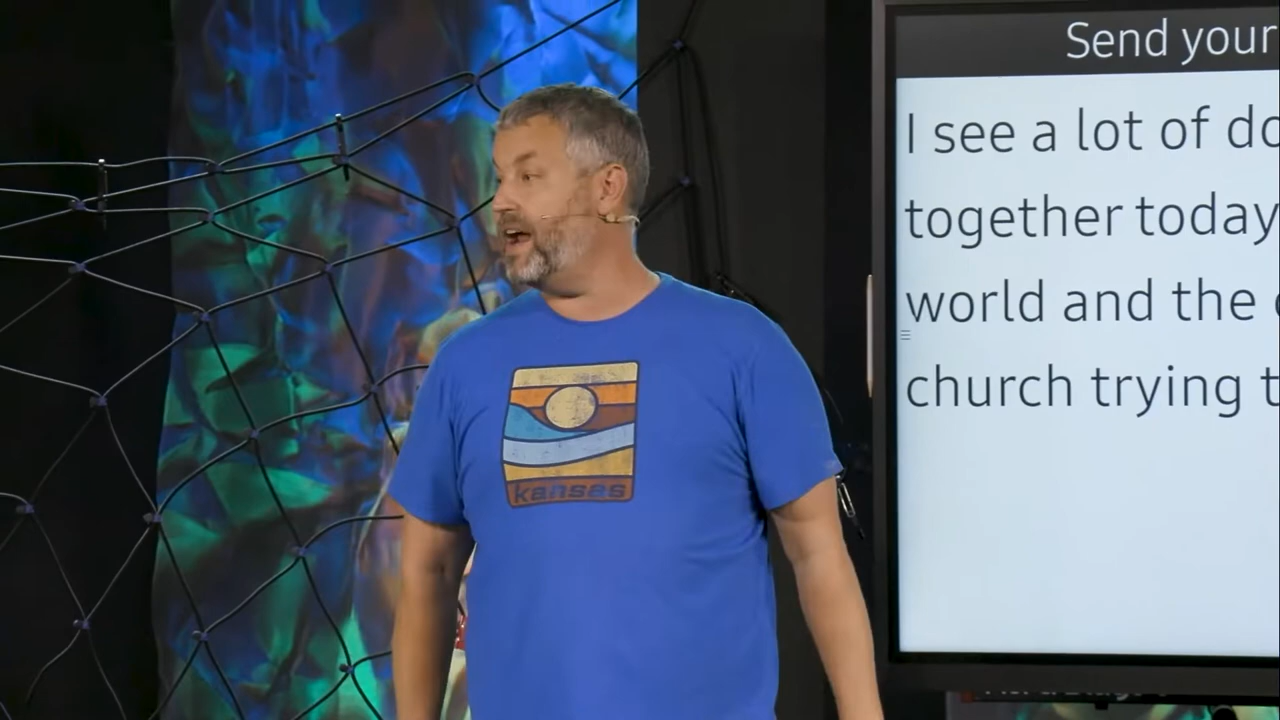 Send your
I see a lot of do
together today
world and the
church trying t
kansas